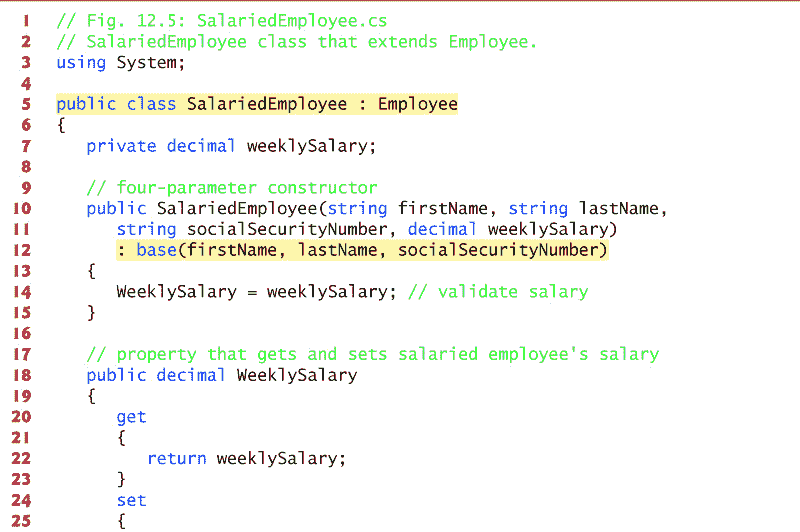 1 // Fig. 12.5: SalariedEmployee.cs
2 // SalariedEmployee class that extends Employee.
3 using System;
4
5 public class SalariedEmployee : Employee
6 {
7 private decimal weeklySalary;
8
9 // four-parameter constructor
10 public SalariedEmployee(string firstName, string lastName,
11 string socialSecurityNumber, decimal weeklySalary)
12 : base(firstName, lastName, socialSecurityNumber)
13 {
14 WeeklySalary = weeklySalary; // validate salary
15 }
16
17 // property that gets and sets salaried employee's salary
18 public decimal WeeklySalary
19 {
20 get
21 {
22 return weeklySalary;
23 }
24 set
25 {